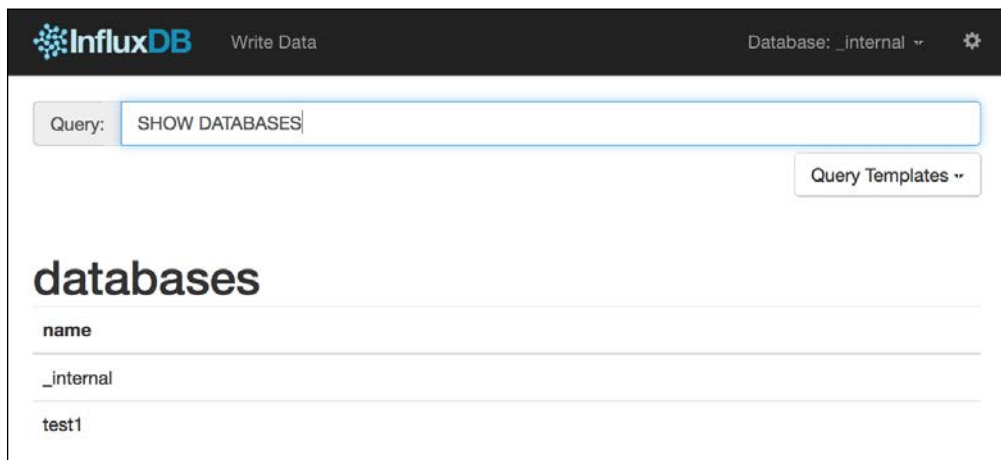 InfluxDB Write Data Database: _internal
Query: SHOW DATABASES
Query Templates
databases
name
_internal
test1